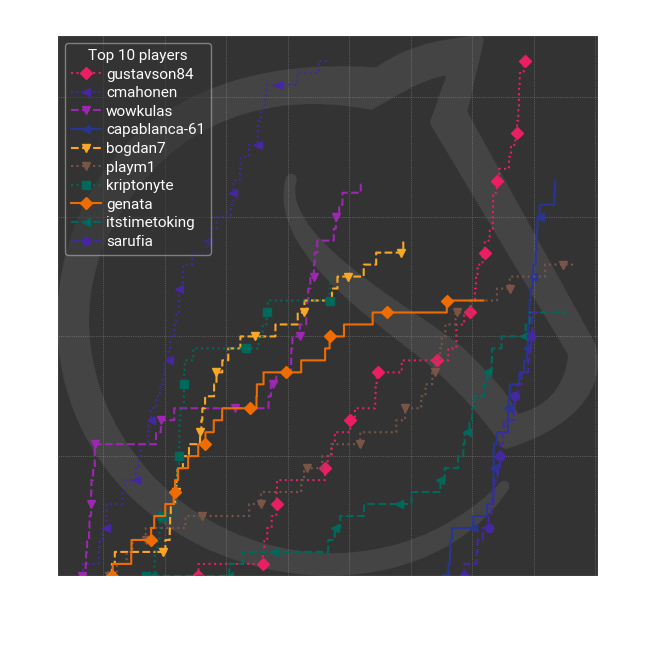 Top 10 players
gustavson84
cmahonen
wowkulas
capablanca-61
bogdan7
playm1
kriptonyte
genata
itstimetoking
sarufia